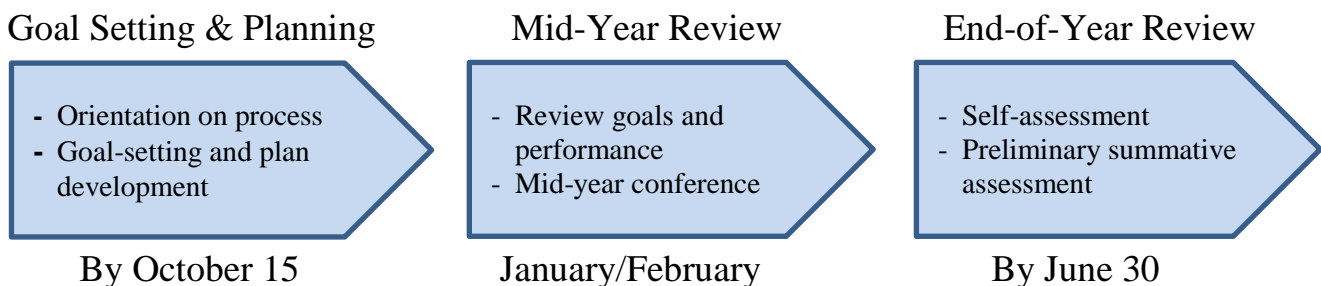 Goal Setting & Planning
- Orientation on process
- Goal-setting and plan
development
By October 15
Mid-Year Review
- Review goals and
performance
- Mid-year conference
January/February
End-of-Year Review
- Self-assessment
- Preliminary summative
assessment
By June 30